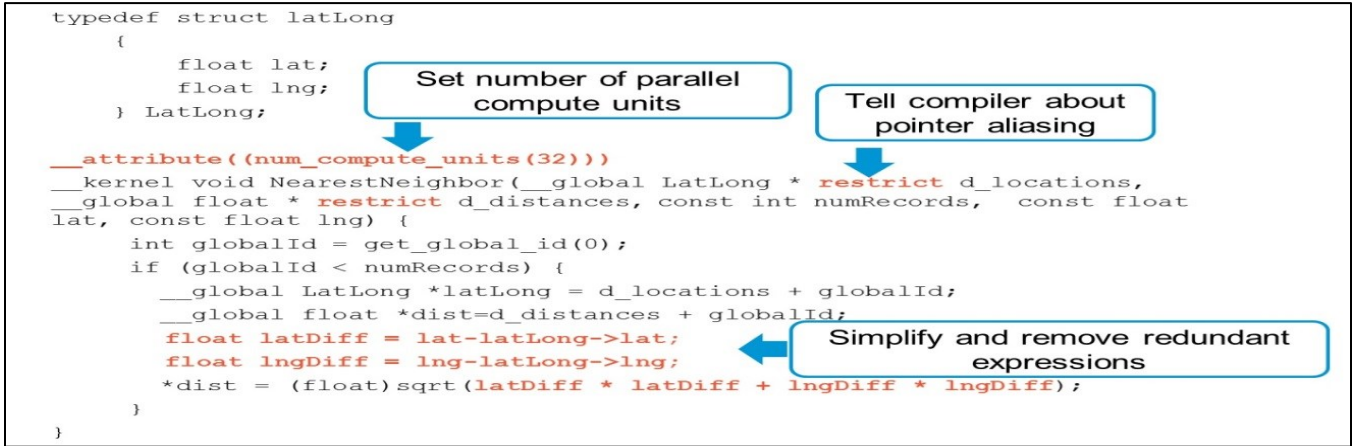 typedef struct latLong
{
float lat;
float lng;
} LatLong;
Set number of parallel
compute units
Tell compiler about
pointer aliasing
__attribute((num_compute_units(32)))
__kernel void NearestNeighbor(__global LatLong * restrict d_locations,
__global float * restrict d_distances, const int numRecords, const float
lat, const float lng) {
int globalId = get_global_id(0);
if (globalId < numRecords) {
__global LatLong *latLong = d_locations + globalId;
__global float *dist=d_distances + globalId;
float latDiff = lat-latLong->lat;
float lngDiff = lng-latLong->lng;
Simplify and remove redundant
expressions
*dist = (float)sqrt(latDiff * latDiff + lngDiff * lngDiff);
}
}